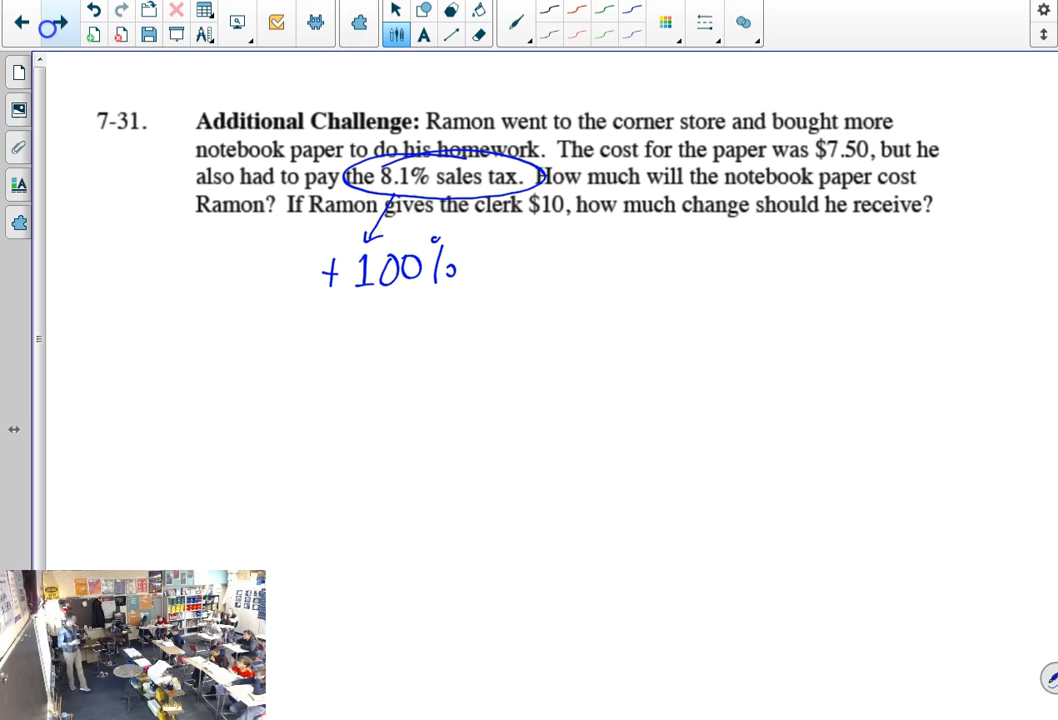 7-31. Additional Challenge: Ramon went to the corner store and bought more
notebook paper to do his homework. The cost for the paper was $7.50, but he
also had to pay the 8.1% sales tax. How much will the notebook paper cost
Ramon? If Ramon gives the clerk $10, how much change should he receive?
+ 100%